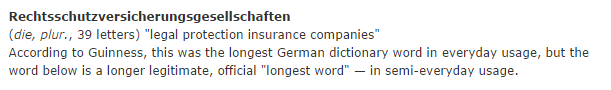 Rechtsschutzversicherungsgesellschaften
(die, plur., 39 letters) "legal protection insurance companies"
According to Guinness, this was the longest German dictionary word in everyday usage, but the
word below is a longer legitimate, official "longest word" — in semi-everyday usage.